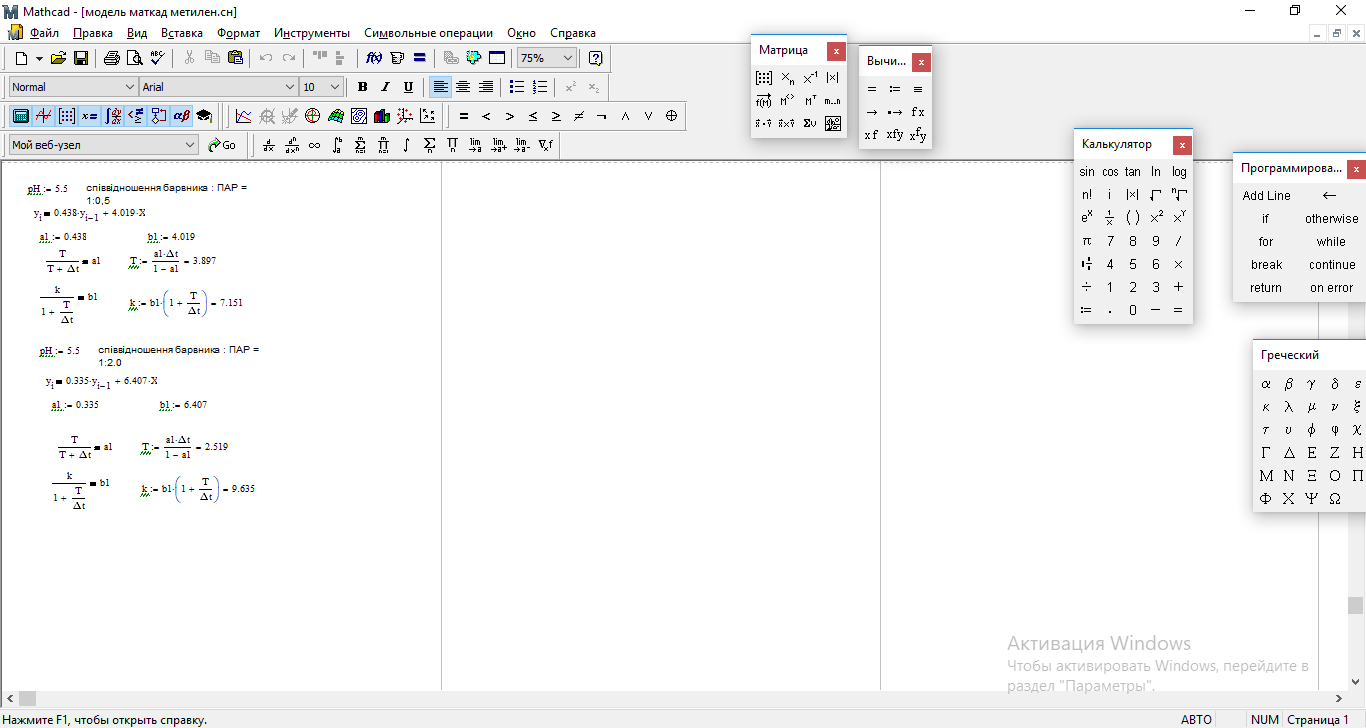 Mathcad - [модель маткад метилен.сн]
Файл Правка Вид Вставка Формат Инструменты Символьные операции Окно Справка
75%
Normal Arial 10 B I U
Мой веб-узел Go
Матрица
Вычи...
Калькулятор
sin cos tan ln log
n! i |×| √ ⁿ√
eˣ 1/x ( ) x² xʸ
π 7 8 9 /
4 5 6 ×
÷ 1 2 3 +
:= . 0 − =
Программирова...
Add Line ←
if otherwise
for while
break continue
return on error
Греческий
α β γ δ ε
κ λ μ ν ξ
τ υ ϕ φ χ
Γ Δ Ε Ζ Η
Μ Ν Ξ Ο Π
Φ Χ Ψ Ω
pH := 5.5 співвідношення барвника : ПАР =
1:0,5
y_i = 0.438·y_{i−1} + 4.019·X
a1 := 0.438 b1 := 4.019
T/(T + Δt) = a1 T := a1·Δt/(1 − a1) = 3.897
k/(1 + T/Δt) = b1 k := b1·(1 + T/Δt) = 7.151
pH := 5.5 співвідношення барвника : ПАР =
1:2.0
y_i = 0.335·y_{i−1} + 6.407·X
a1 := 0.335 b1 := 6.407
T/(T + Δt) = a1 T := a1·Δt/(1 − a1) = 2.519
k/(1 + T/Δt) = b1 k := b1·(1 + T/Δt) = 9.635
Активация Windows
Чтобы активировать Windows, перейдите в
раздел "Параметры".
Нажмите F1, чтобы открыть справку.
АВТО NUM Страница 1